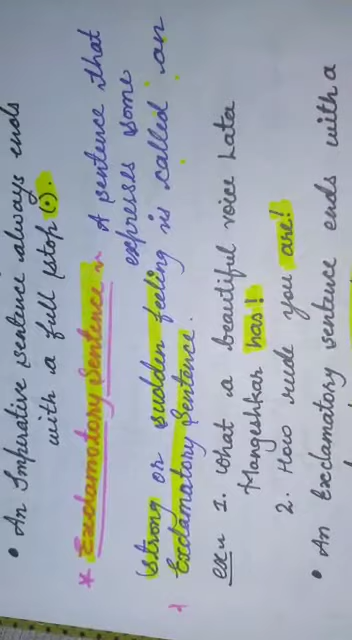 • An Imperative sentence always ends
with a full stop (•).
* Exclamatory Sentence ~ A sentence that
expresses some
strong or sudden feeling is called an
Exclamatory Sentence.
ex~ 1. What a beautiful voice Lata
Mangeshkar has!
2. How rude you are!
• An Exclamatory sentence ends with a